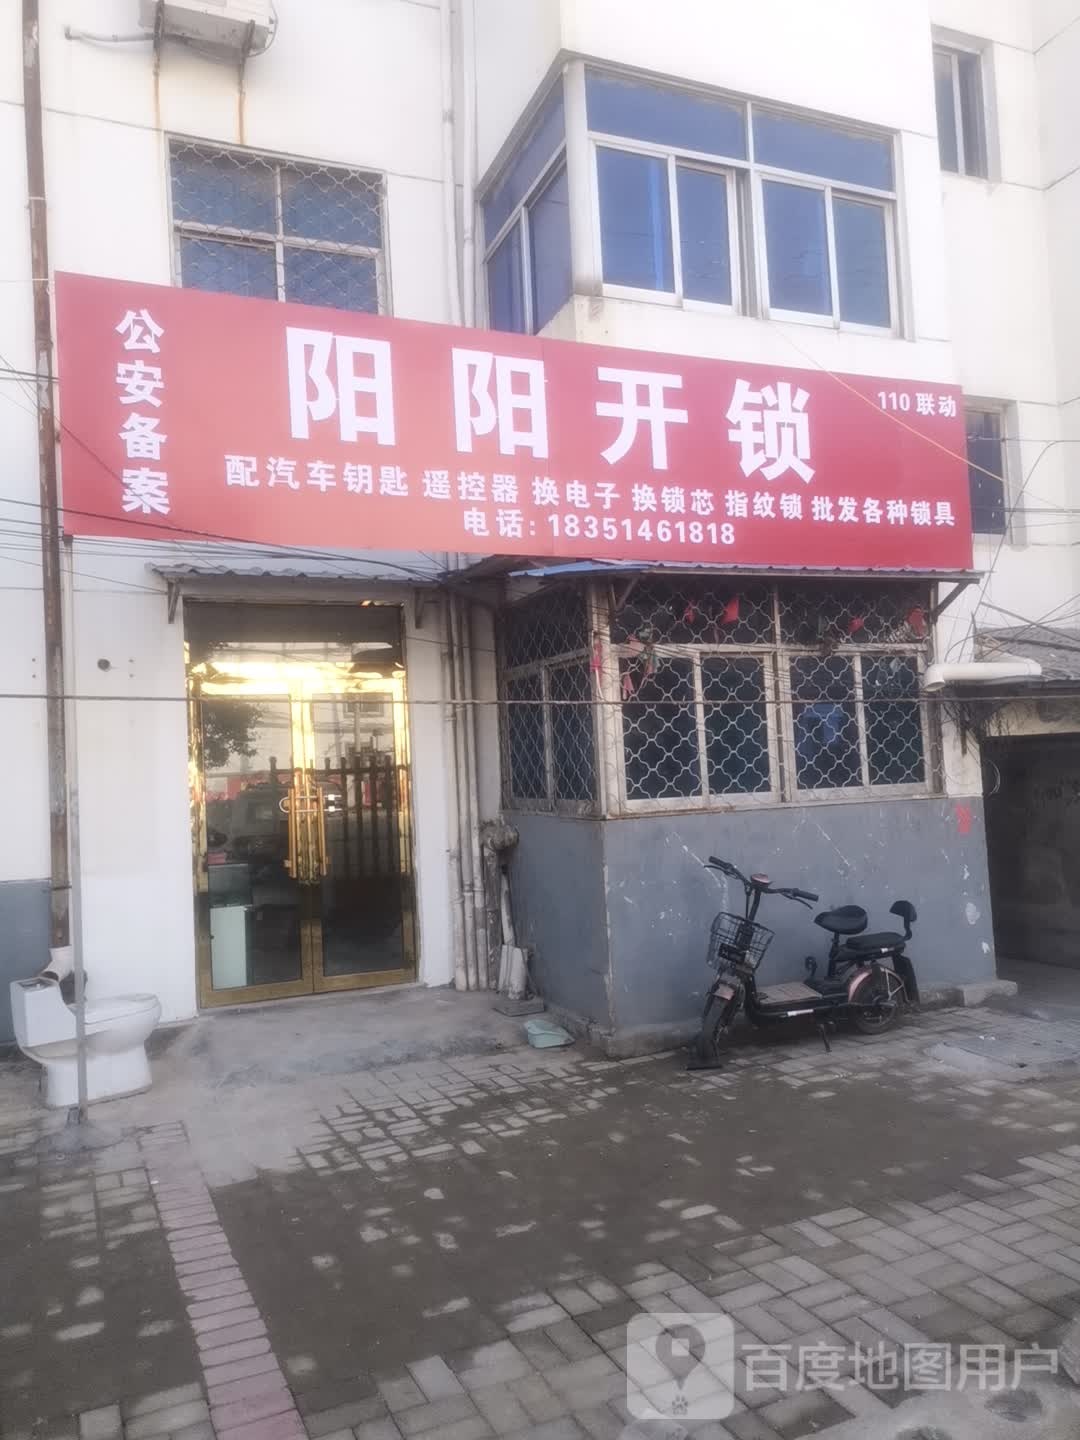 公安备案
阳阳开锁
110联动
配汽车钥匙 遥控器 换电子 换锁芯 指纹锁 批发各种锁具
电话:18351461818
百度地图用户